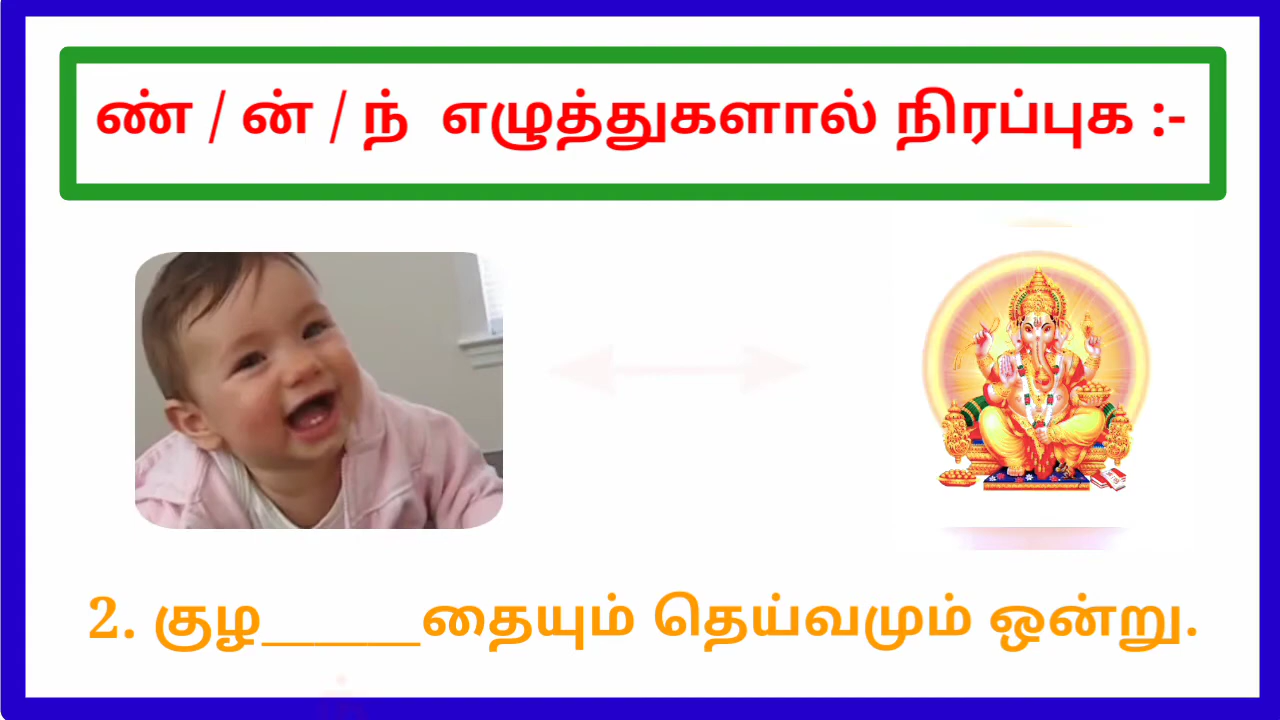 ண் / ன் / ந் எழுத்துகளால் நிரப்புக :-
2. குழ______தையும் தெய்வமும் ஒன்று.